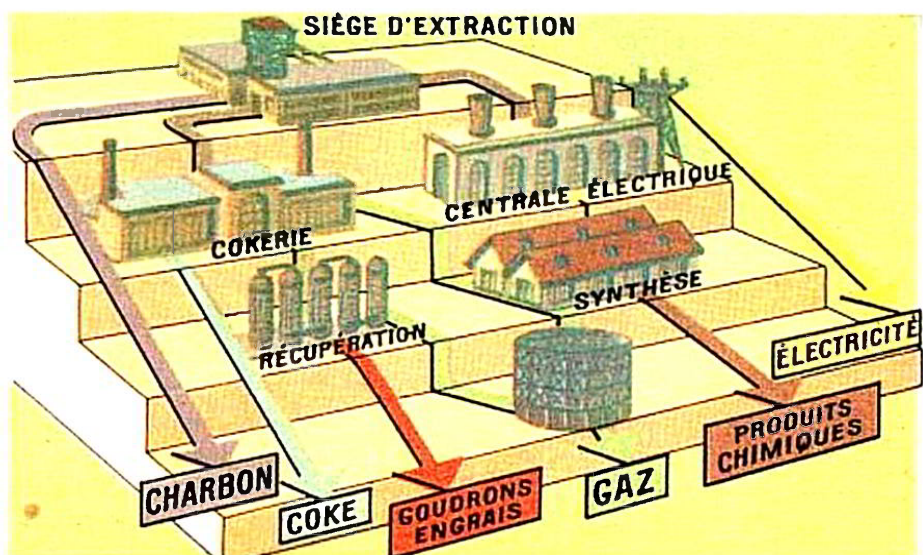 SIÈGE D'EXTRACTION
CENTRALE ÉLECTRIQUE
COKERIE
SYNTHÈSE
RÉCUPÉRATION
ÉLECTRICITÉ
PRODUITS
CHIMIQUES
GAZ
CHARBON
COKE
GOUDRONS
ENGRAIS